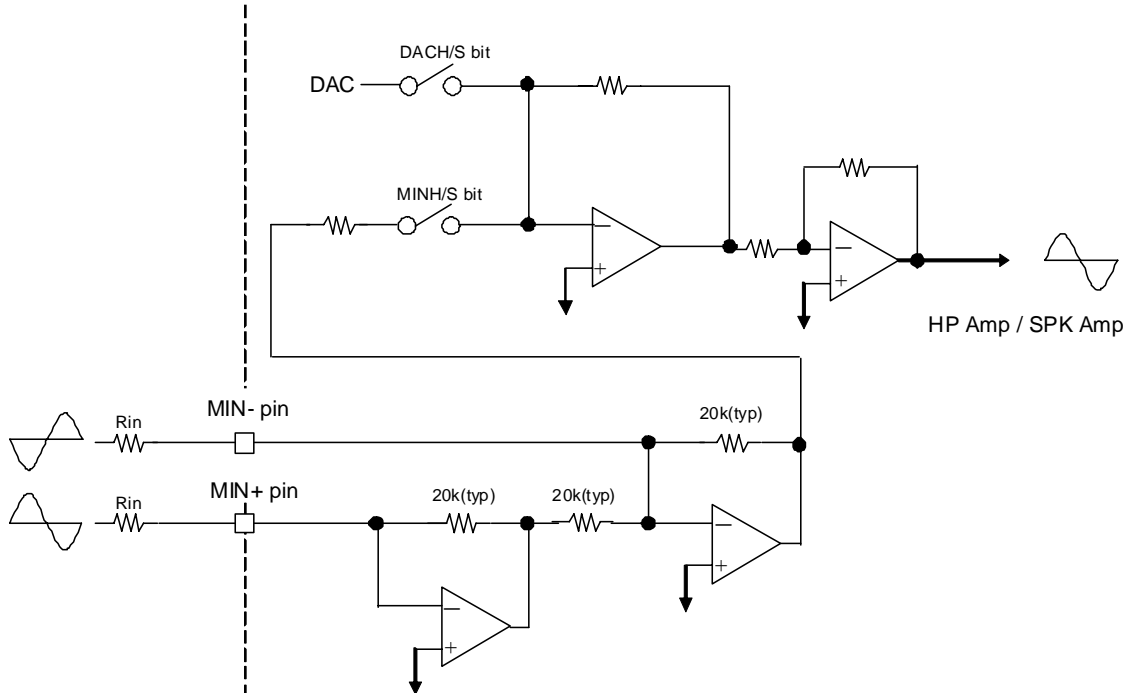 DACH/S bit
DAC
MINH/S bit
−
+
−
+
HP Amp / SPK Amp
MIN- pin
Rin
20k(typ)
MIN+ pin
Rin
20k(typ)
20k(typ)
−
+
−
+